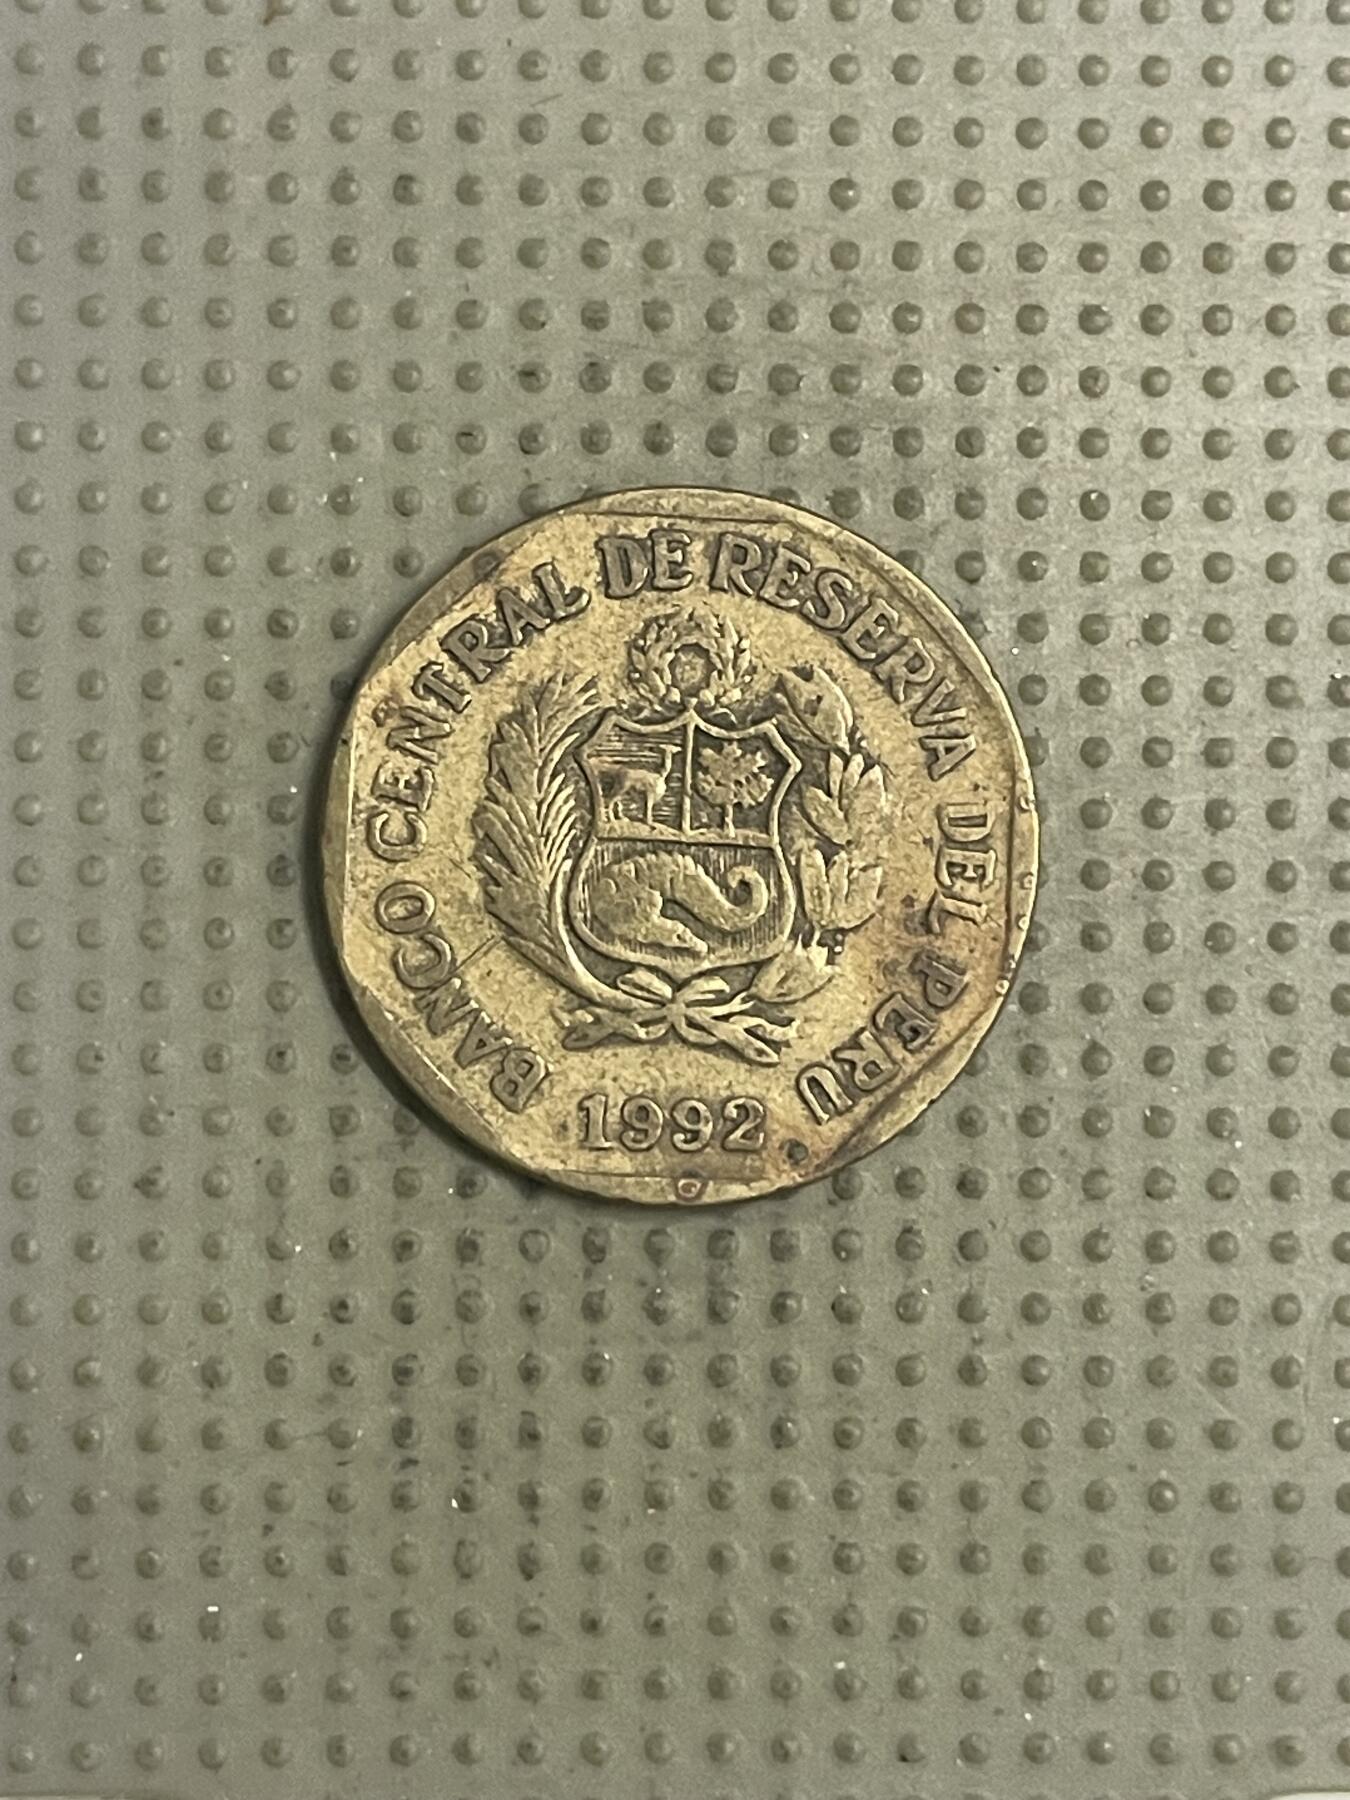 BANCO CENTRAL DE RESERVA DEL PERU
1992